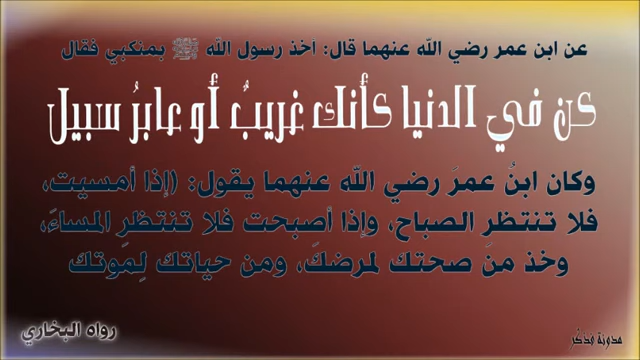 عن ابن عمر رضي الله عنهما قال: أخذ رسول الله ﷺ بمنكبي فقال
كن في الدنيا كأنك غريبٌ أو عابرُ سبيل
وكان ابنُ عمرَ رضي الله عنهما يقول: (إذا أمسيت،
فلا تنتظرِ الصباح، وإذا أصبحت فلا تنتظرِ المساءَ،
وخذ من صحتك لمرضكَ، ومن حياتك لِمَوتك
رواه البخاري
مدونة فذكر